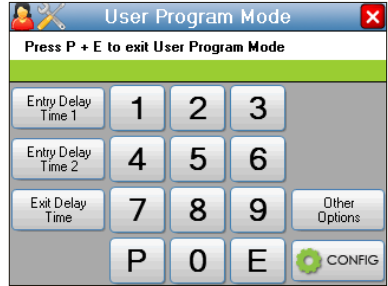 User Program Mode
Press P + E to exit User Program Mode
Entry Delay
Time 1
1
2
3
Entry Delay
Time 2
4
5
6
Exit Delay
Time
7
8
9
Other
Options
P
0
E
CONFIG